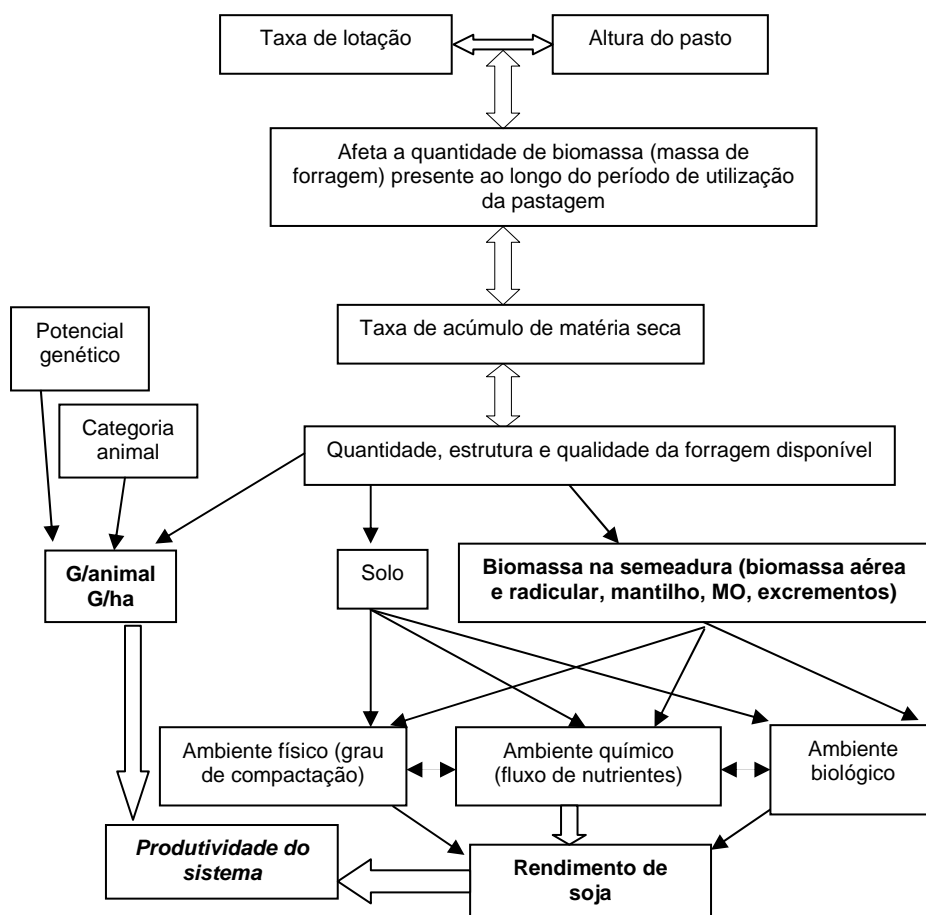 Taxa de lotação
Altura do pasto
Afeta a quantidade de biomassa (massa de
forragem) presente ao longo do período de utilização
da pastagem
Taxa de acúmulo de matéria seca
Potencial
genético
Categoria
animal
Quantidade, estrutura e qualidade da forragem disponível
G/animal
G/ha
Solo
Biomassa na semeadura (biomassa aérea
e radicular, mantilho, MO, excrementos)
Ambiente físico (grau
de compactação)
Ambiente químico
(fluxo de nutrientes)
Ambiente
biológico
Produtividade do
sistema
Rendimento de
soja